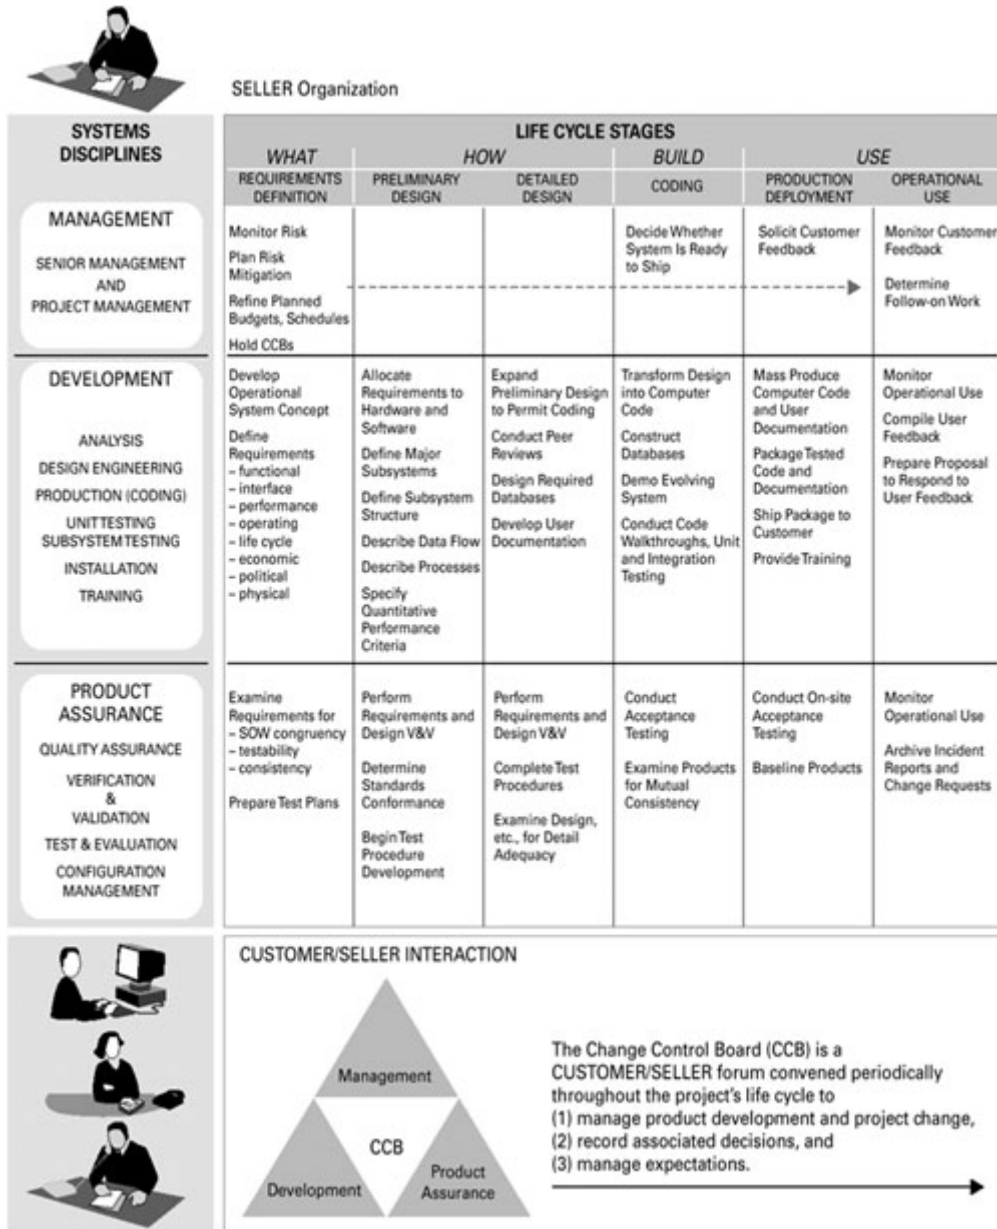 SELLER Organization
SYSTEMS
DISCIPLINES
LIFE CYCLE STAGES
WHAT
HOW
BUILD
USE
REQUIREMENTS
DEFINITION
PRELIMINARY
DESIGN
DETAILED
DESIGN
CODING
PRODUCTION
DEPLOYMENT
OPERATIONAL
USE
MANAGEMENT
SENIOR MANAGEMENT
AND
PROJECT MANAGEMENT
Monitor Risk
Plan Risk
Mitigation
Refine Planned
Budgets, Schedules
Hold CCBs
Decide Whether
System Is Ready
to Ship
Solicit Customer
Feedback
Monitor Customer
Feedback
Determine
Follow-on Work
DEVELOPMENT
ANALYSIS
DESIGN ENGINEERING
PRODUCTION (CODING)
UNIT TESTING
SUBSYSTEM TESTING
INSTALLATION
TRAINING
Develop
Operational
System Concept
Define
Requirements
– functional
– interface
– performance
– operating
– life cycle
– economic
– political
– physical
Allocate
Requirements to
Hardware and
Software
Define Major
Subsystems
Define Subsystem
Structure
Describe Data Flow
Describe Processes
Specify
Quantitative
Performance
Criteria
Expand
Preliminary Design
to Permit Coding
Conduct Peer
Reviews
Design Required
Databases
Develop User
Documentation
Transform Design
into Computer
Code
Construct
Databases
Demo Evolving
System
Conduct Code
Walkthroughs, Unit
and Integration
Testing
Mass Produce
Computer Code
and User
Documentation
Package Tested
Code and
Documentation
Ship Package to
Customer
Provide Training
Monitor
Operational Use
Compile User
Feedback
Prepare Proposal
to Respond to
User Feedback
PRODUCT
ASSURANCE
QUALITY ASSURANCE
VERIFICATION
&
VALIDATION
TEST & EVALUATION
CONFIGURATION
MANAGEMENT
Examine
Requirements for
– SOW congruency
– testability
– consistency
Prepare Test Plans
Perform
Requirements and
Design V&V
Determine
Standards
Conformance
Begin Test
Procedure
Development
Perform
Requirements and
Design V&V
Complete Test
Procedures
Examine Design,
etc., for Detail
Adequacy
Conduct
Acceptance
Testing
Examine Products
for Mutual
Consistency
Conduct On-site
Acceptance
Testing
Baseline Products
Monitor
Operational Use
Archive Incident
Reports and
Change Requests
CUSTOMER/SELLER INTERACTION
Management
CCB
Development
Product
Assurance
The Change Control Board (CCB) is a
CUSTOMER/SELLER forum convened periodically
throughout the project's life cycle to
(1) manage product development and project change,
(2) record associated decisions, and
(3) manage expectations.